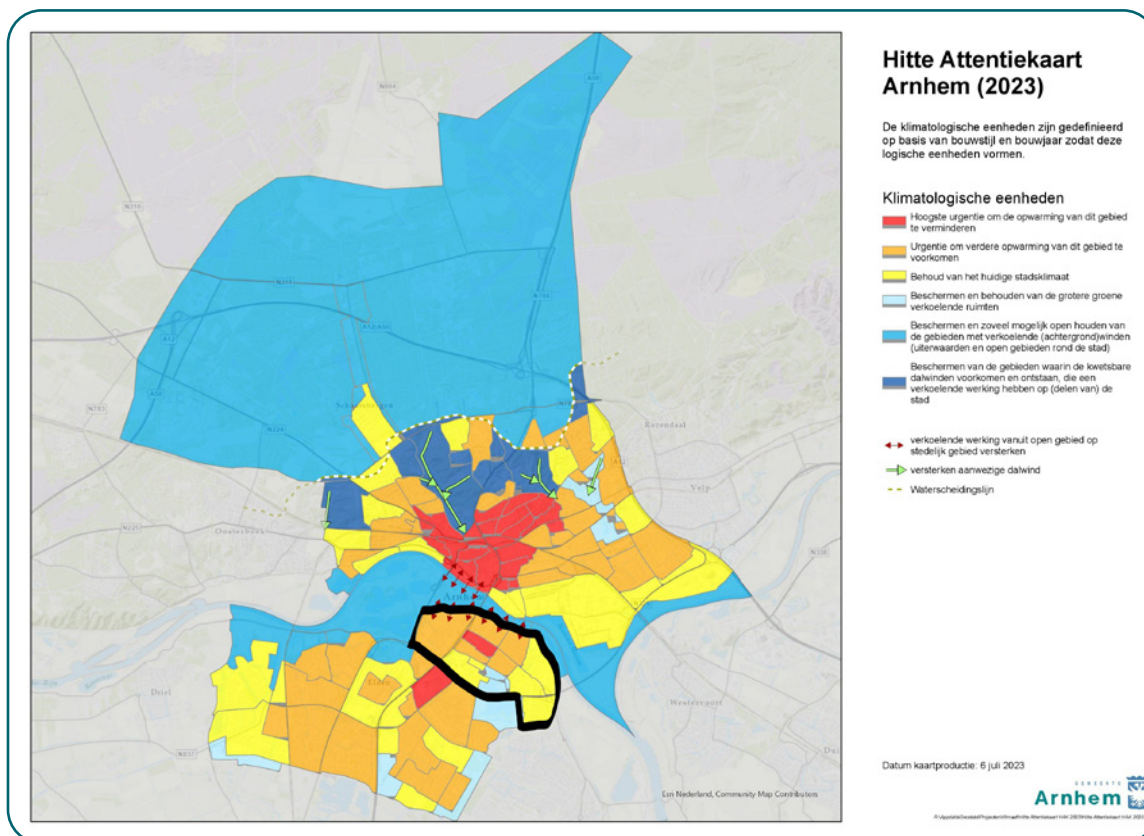 Hitte Attentiekaart
Arnhem (2023)
De klimatologische eenheden zijn gedefinieerd
op basis van bouwstijl en bouwjaar zodat deze
logische eenheden vormen.
Klimatologische eenheden
Hoogste urgentie om de opwarming van dit gebied
te verminderen
Urgentie om verdere opwarming van dit gebied te
voorkomen
Behoud van het huidige stadsklimaat
Beschermen en behouden van de grotere groene
verkoelende ruimten
Beschermen en zoveel mogelijk open houden van
de gebieden met verkoelende (achtergrond)winden
(uiterwaarden en open gebieden rond de stad)
Beschermen van de gebieden waarin de kwetsbare
dalwinden voorkomen en ontstaan, die een
verkoelende werking hebben op (delen van) de
stad
verkoelende werking vanuit open gebied op
stedelijk gebied versterken
versterken aanwezige dalwind
Waterscheidingslijn
N310
N224
Schaarsbergen
Rozendaal
Velp
Oosterbeek
N225
Arnhem
Elden
Driel
N837
Westervoort
Esri Nederland, Community Map Contributors
Datum kaartproductie: 6 juli 2023
GEMEENTE
Arnhem